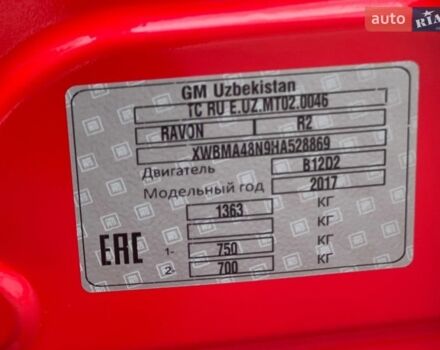 auto RIA
GM Uzbekistan
TC RU E.UZ.MT02.0046
RAVON R2
XWBMA48N9HA528869
Двигатель B12D2
Модельный год 2017
1363 КГ
КГ
1- 750 КГ
2- 700 КГ
EAC